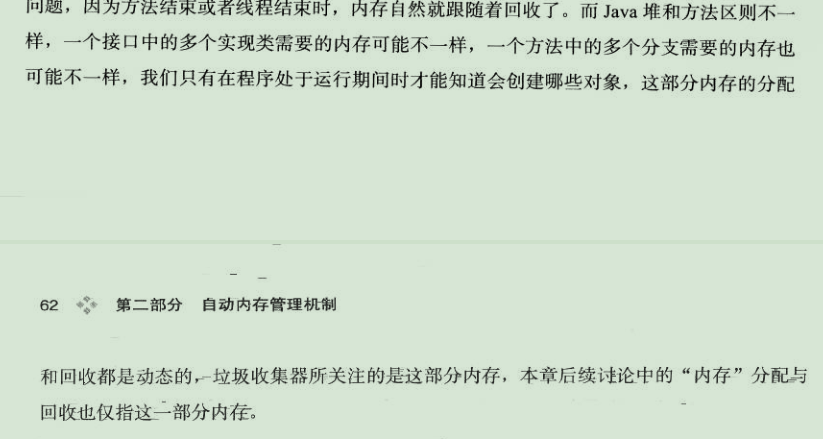 问题，因为方法结束或者线程结束时，内存自然就跟随着回收了。而 Java 堆和方法区则不一
样，一个接口中的多个实现类需要的内存可能不一样，一个方法中的多个分支需要的内存也
可能不一样，我们只有在程序处于运行期间时才能知道会创建哪些对象，这部分内存的分配
62 第二部分 自动内存管理机制
和回收都是动态的，垃圾收集器所关注的是这部分内存，本章后续讨论中的“内存”分配与
回收也仅指这一部分内存。